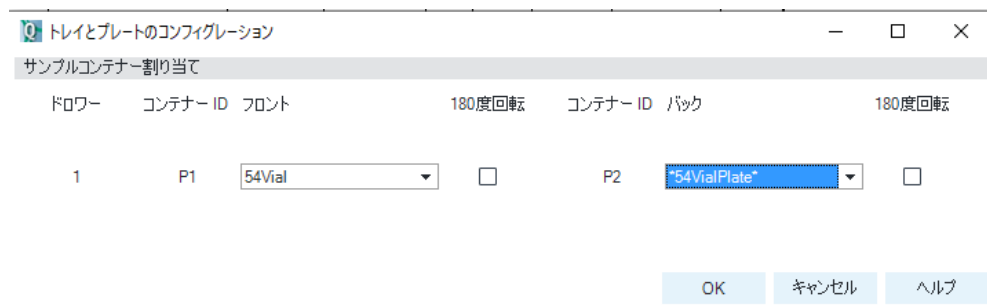 トレイとプレートのコンフィグレーション
サンプルコンテナー割り当て
ドロワー コンテナー ID フロント 180度回転 コンテナー ID バック 180度回転
1 P1 54Vial P2 *54VialPlate*
OK キャンセル ヘルプ